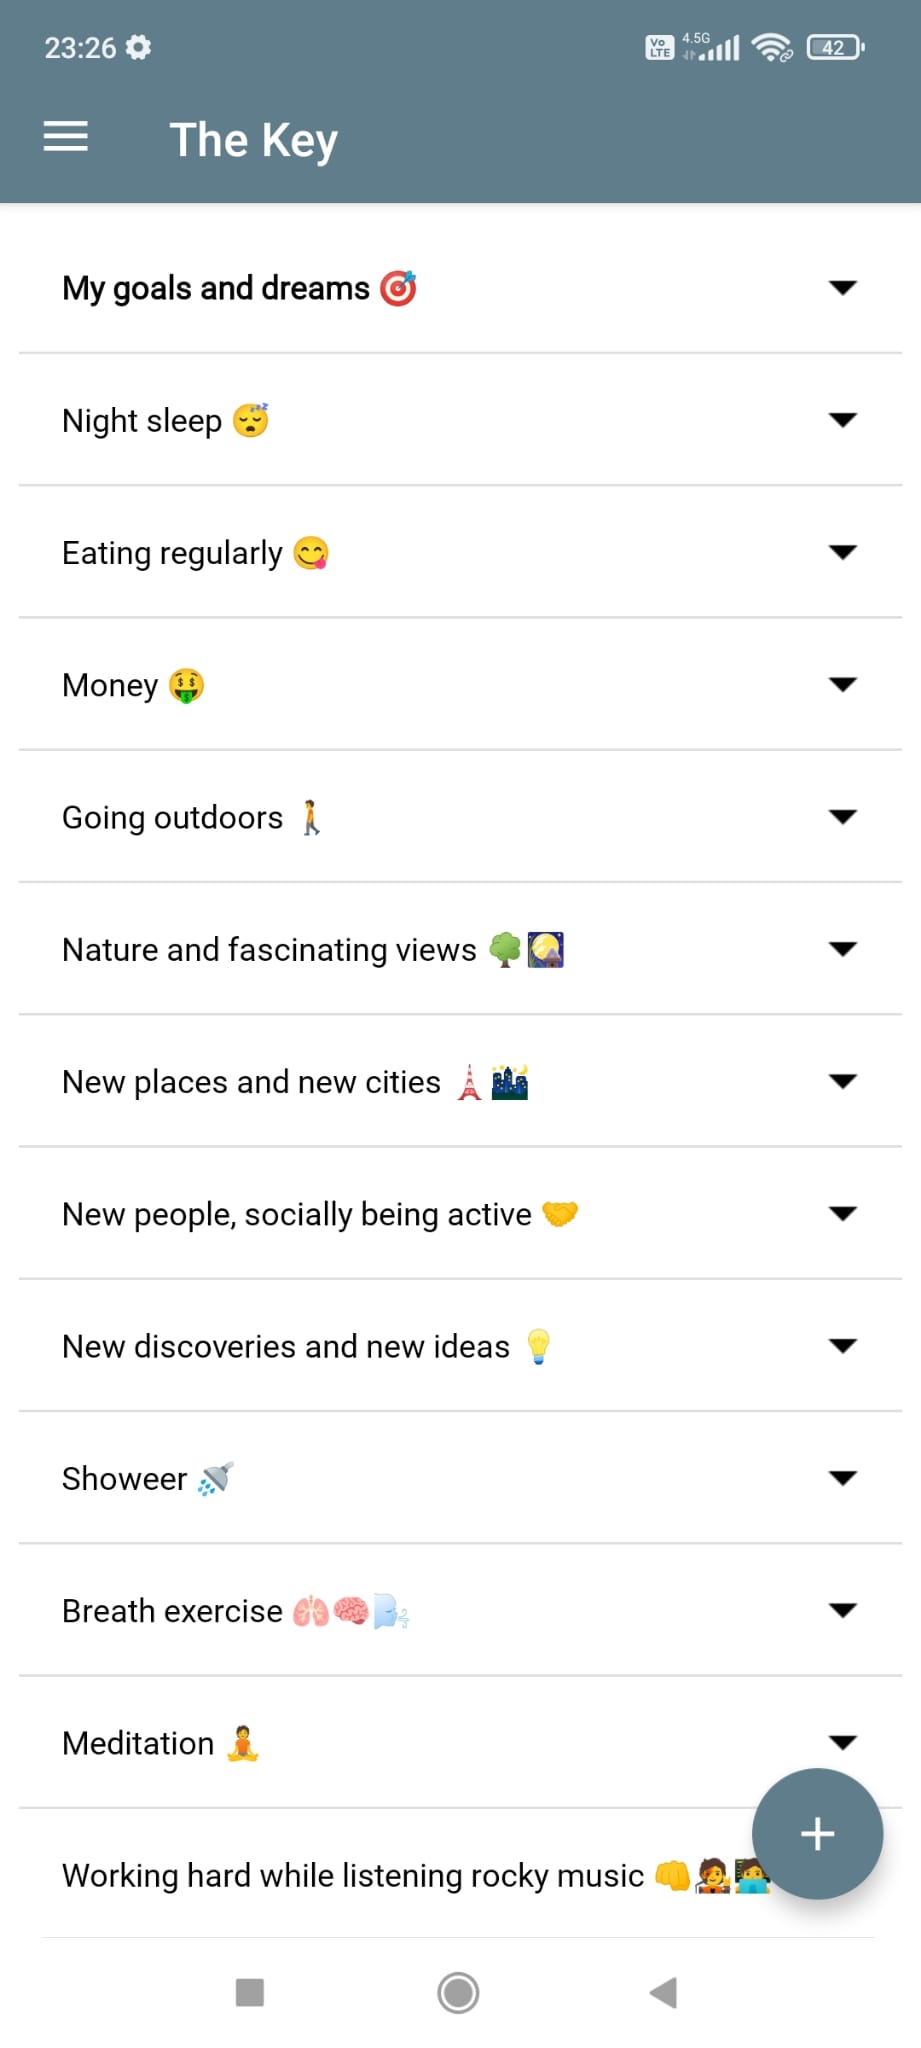 23:26
Vo LTE 4.5G 42
The Key
My goals and dreams 🎯
Night sleep 😴
Eating regularly 😋
Money 🤑
Going outdoors 🚶
Nature and fascinating views 🌳🎑
New places and new cities 🗼🌃
New people, socially being active 🤝
New discoveries and new ideas 💡
Showeer 🚿
Breath exercise 🫁🧠🌬️
Meditation 🧘
Working hard while listening rocky music 👊🧑‍🎤🧑‍💻
+